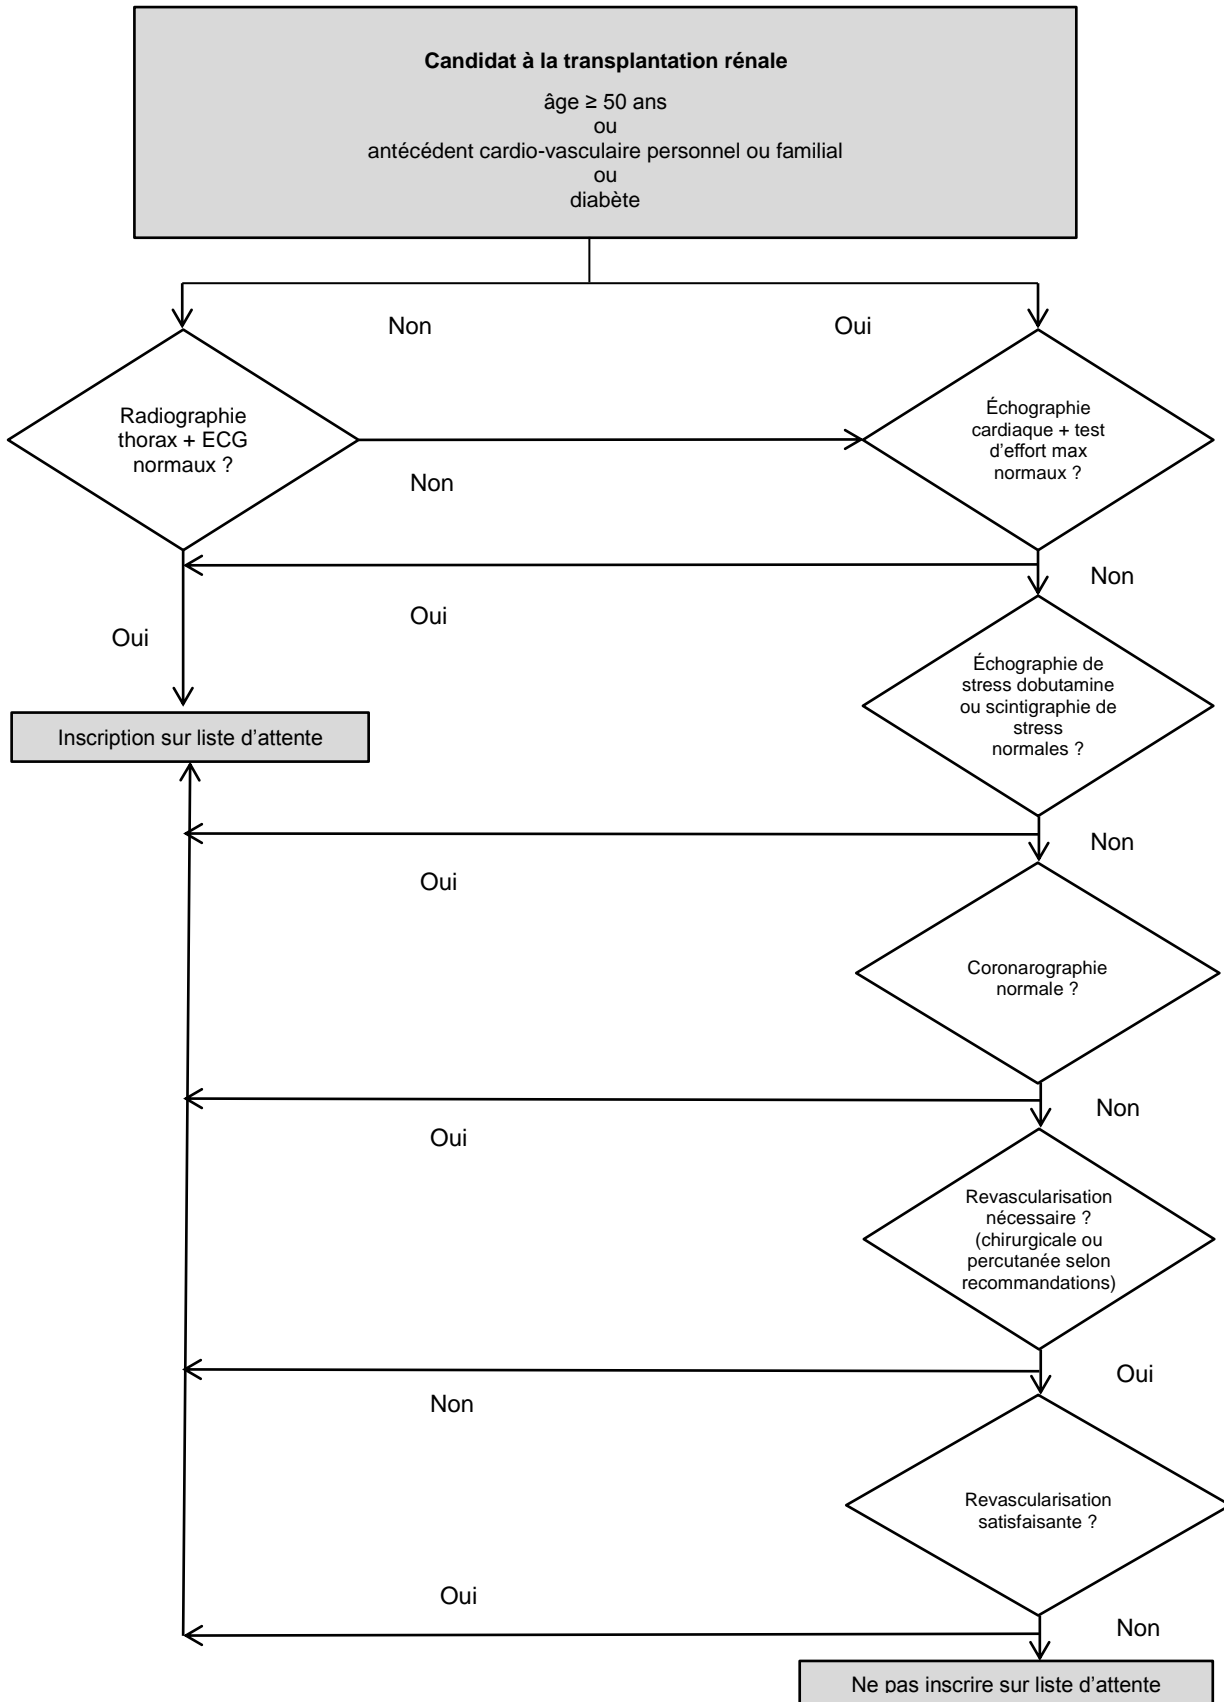 Candidat à la transplantation rénale
âge ≥ 50 ans
ou
antécédent cardio-vasculaire personnel ou familial
ou
diabète
Non
Oui
Radiographie
thorax + ECG
normaux ?
Échographie
cardiaque + test
d'effort max
normaux ?
Non
Non
Oui
Oui
Échographie de
stress dobutamine
ou scintigraphie de
stress
normales ?
Inscription sur liste d'attente
Non
Oui
Coronarographie
normale ?
Non
Oui
Revascularisation
nécessaire ?
(chirurgicale ou
percutanée selon
recommandations)
Oui
Non
Revascularisation
satisfaisante ?
Oui
Non
Ne pas inscrire sur liste d'attente